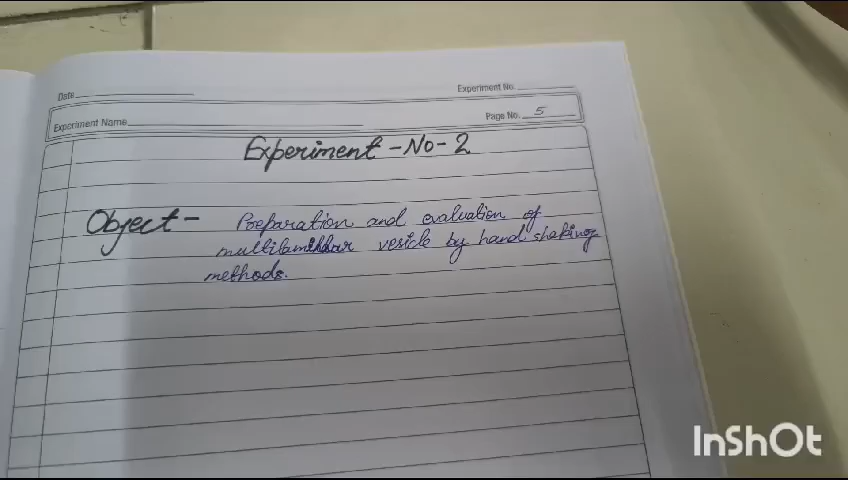 Date
Experiment No.
Experiment Name
Page No. 5
Experiment - No - 2
Object - Preparation and evaluation of
multilamellar vesicle by hand shaking
methods.
InShOt